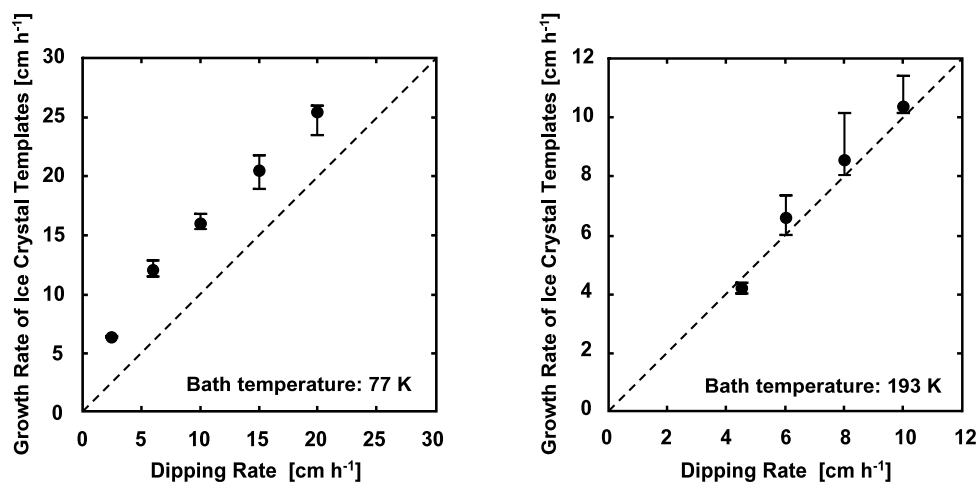 Growth Rate of Ice Crystal Templates [cm h-1]
30
25
20
15
10
5
0
Bath temperature: 77 K
0 5 10 15 20 25 30
Dipping Rate [cm h-1]
Growth Rate of Ice Crystal Templates [cm h-1]
12
10
8
6
4
2
0
Bath temperature: 193 K
0 2 4 6 8 10 12
Dipping Rate [cm h-1]